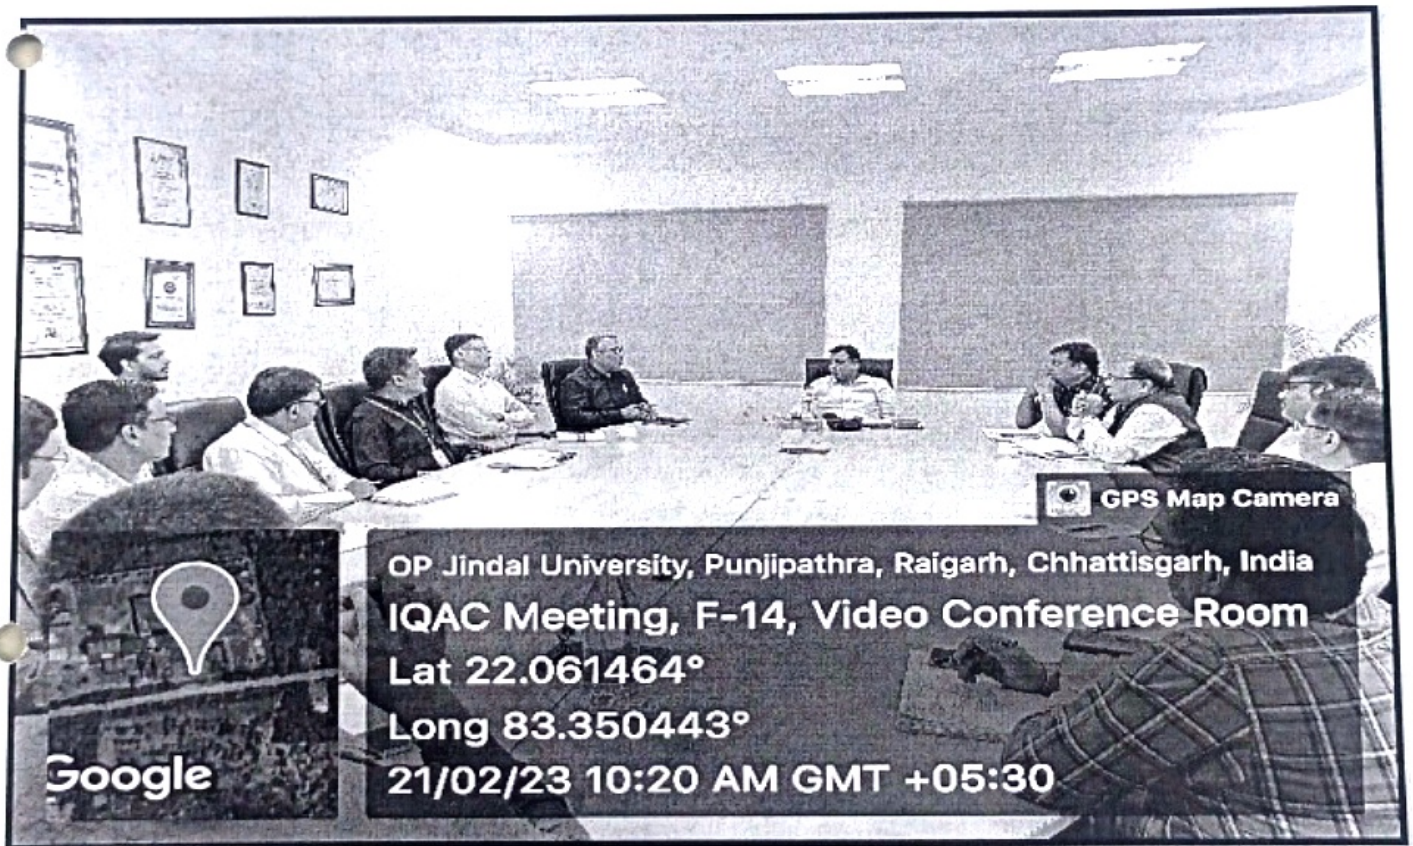 GPS Map Camera
OP Jindal University, Punjipathra, Raigarh, Chhattisgarh, India
IQAC Meeting, F-14, Video Conference Room
Lat 22.061464°
Long 83.350443°
21/02/23 10:20 AM GMT +05:30
Google